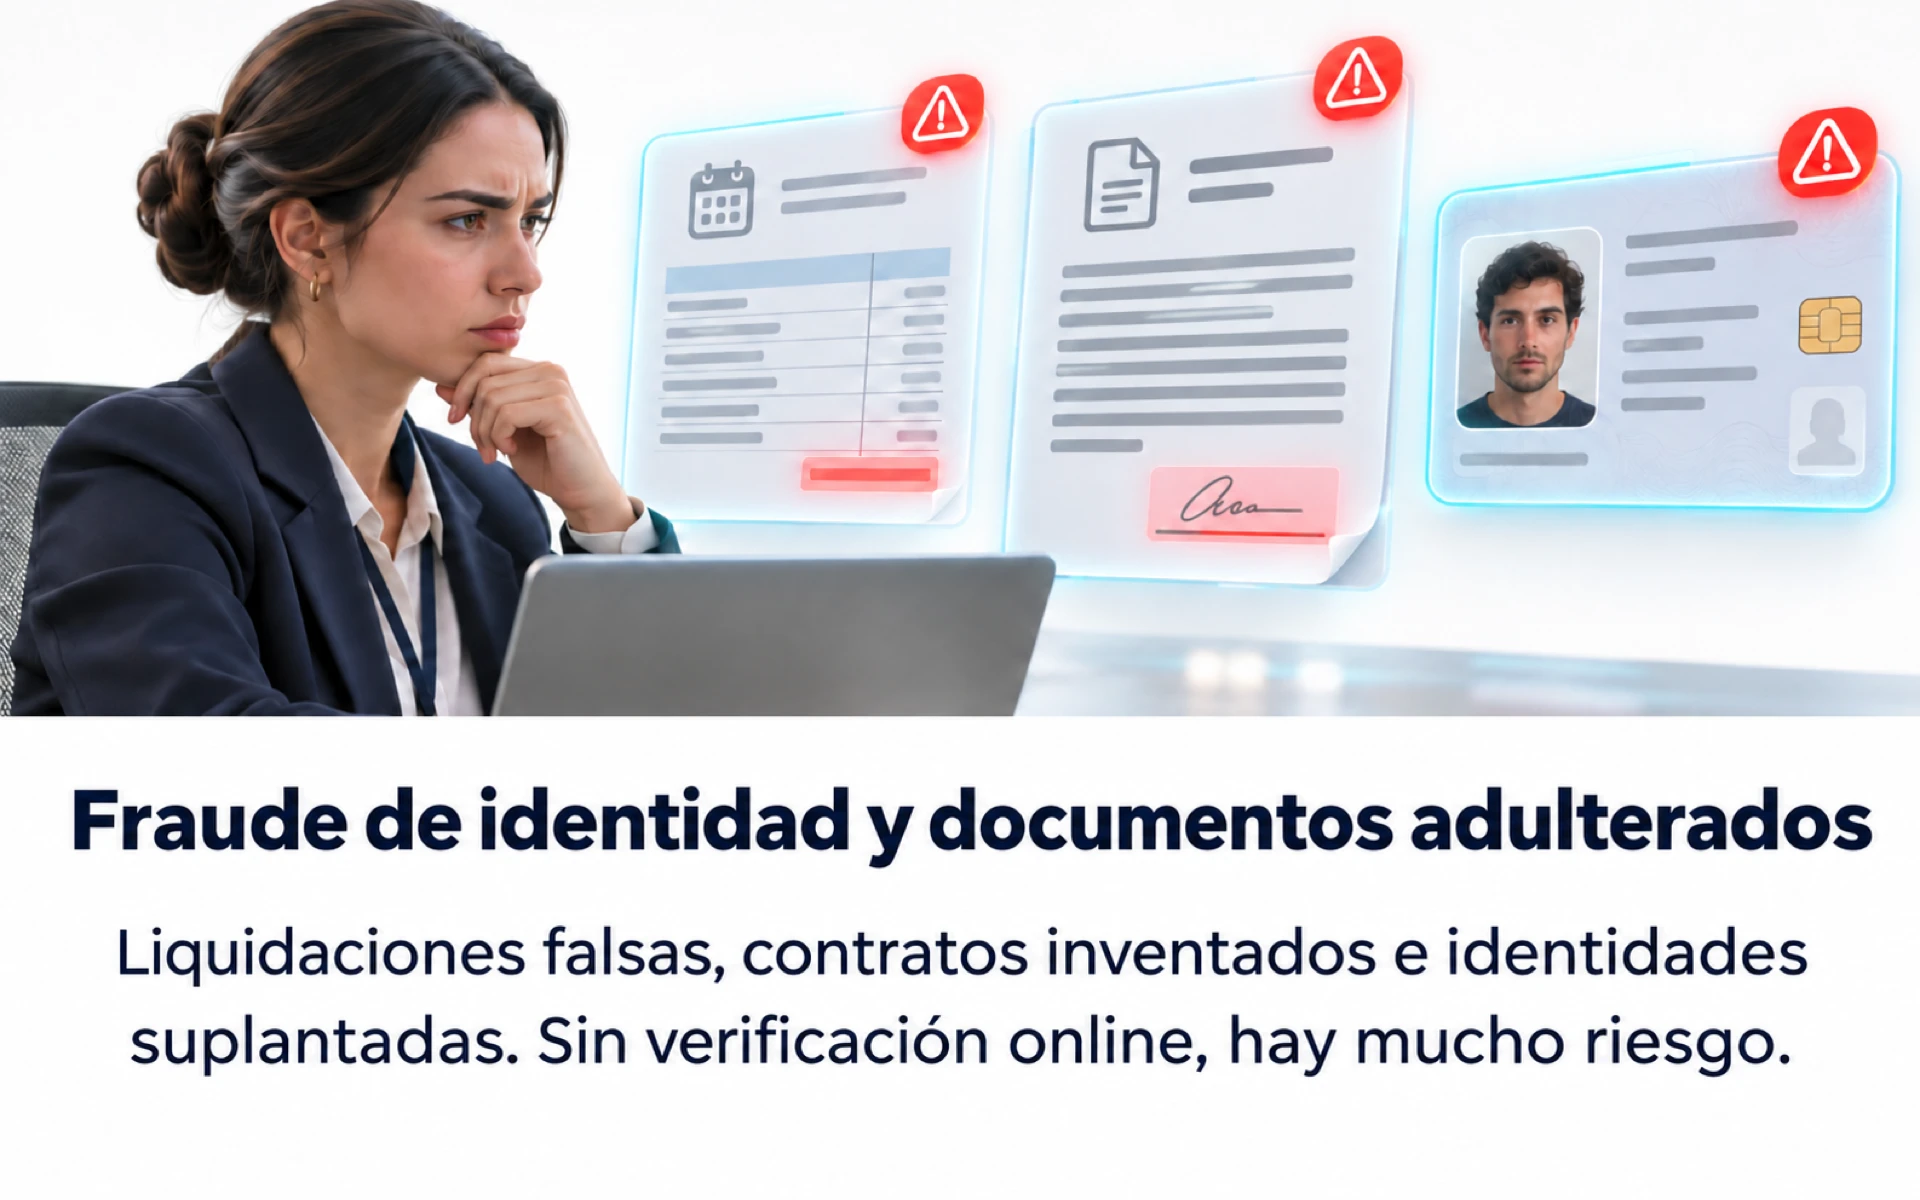 Fraude de identidad y documentos adulterados
Liquidaciones falsas, contratos inventados e identidades
suplantadas. Sin verificación online, hay mucho riesgo.